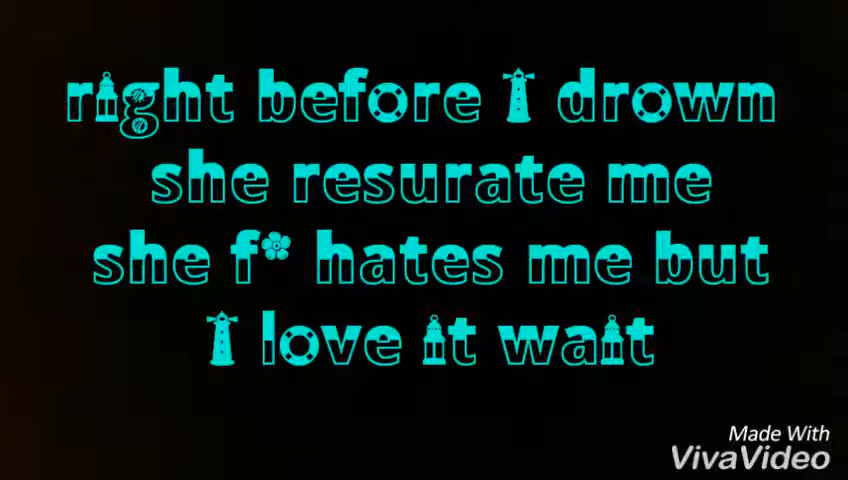 right before I drown
she resurate me
she f* hates me but
I love it wait
Made With
VivaVideo